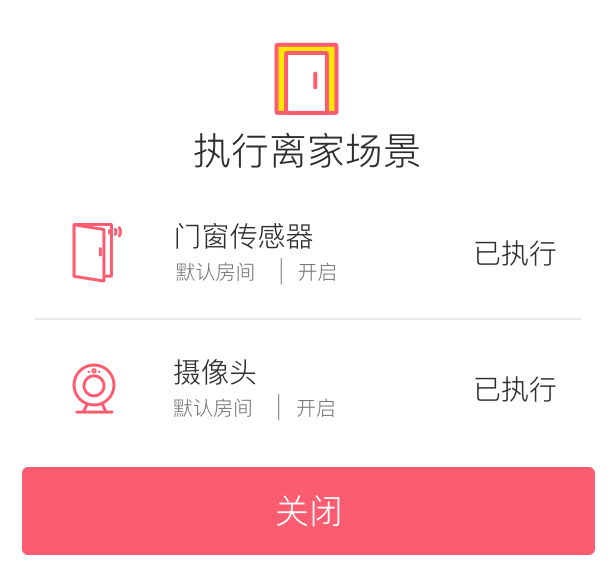 执行离家场景
门窗传感器
默认房间 | 开启
已执行
摄像头
默认房间 | 开启
已执行
关闭